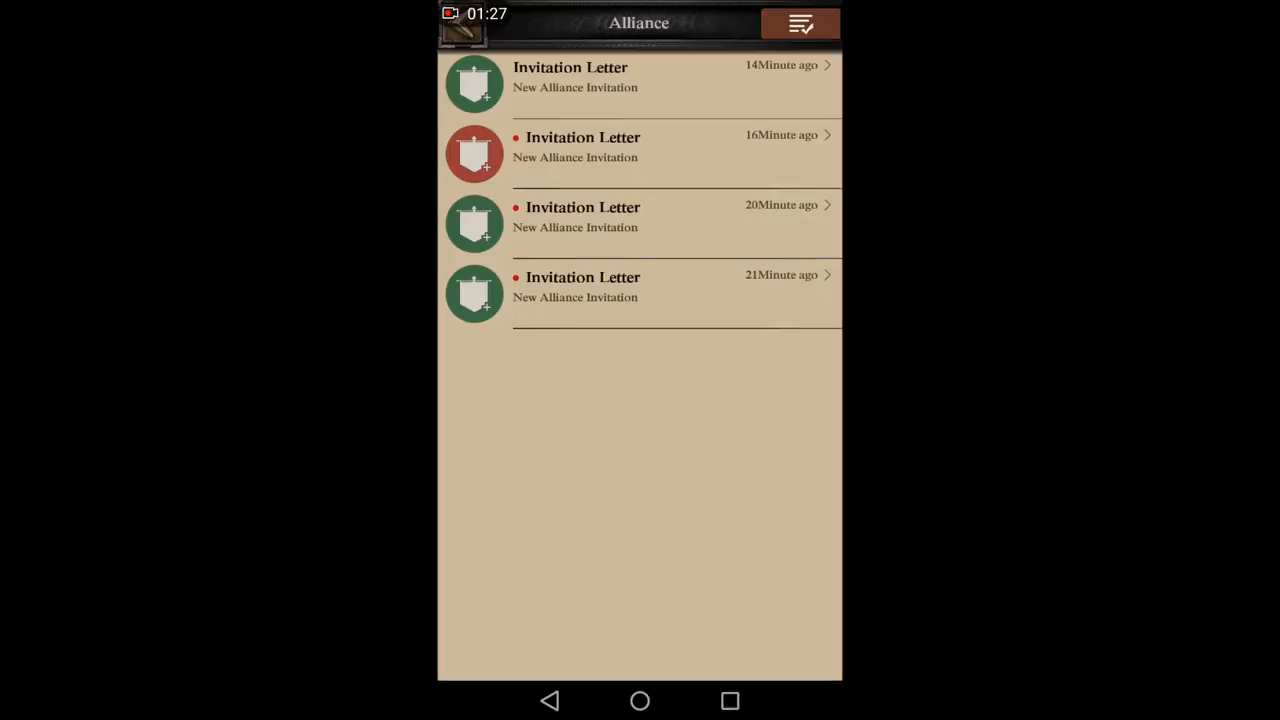 01:27
Alliance
Invitation Letter
14Minute ago
New Alliance Invitation
Invitation Letter
16Minute ago
New Alliance Invitation
Invitation Letter
20Minute ago
New Alliance Invitation
Invitation Letter
21Minute ago
New Alliance Invitation